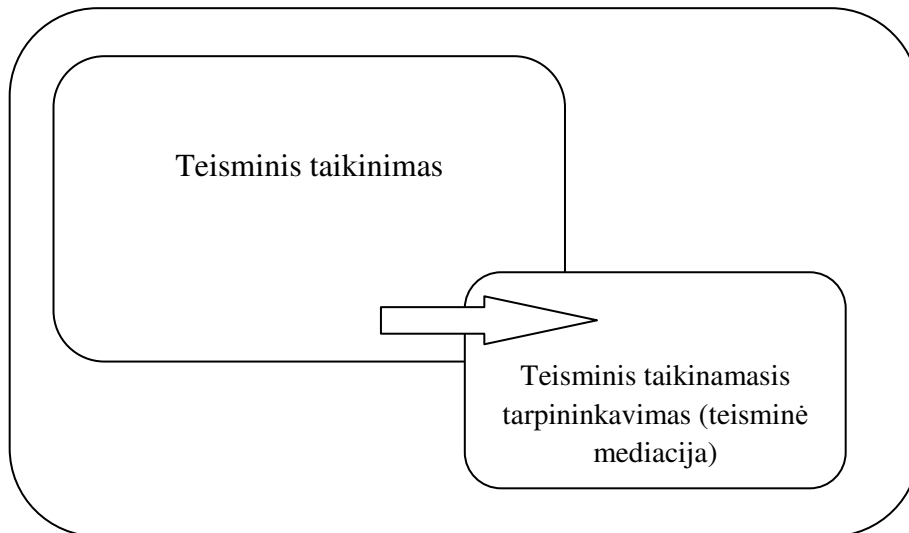 Teisminis taikinimas
Teisminis taikinamasis
tarpininkavimas (teisminė
mediacija)